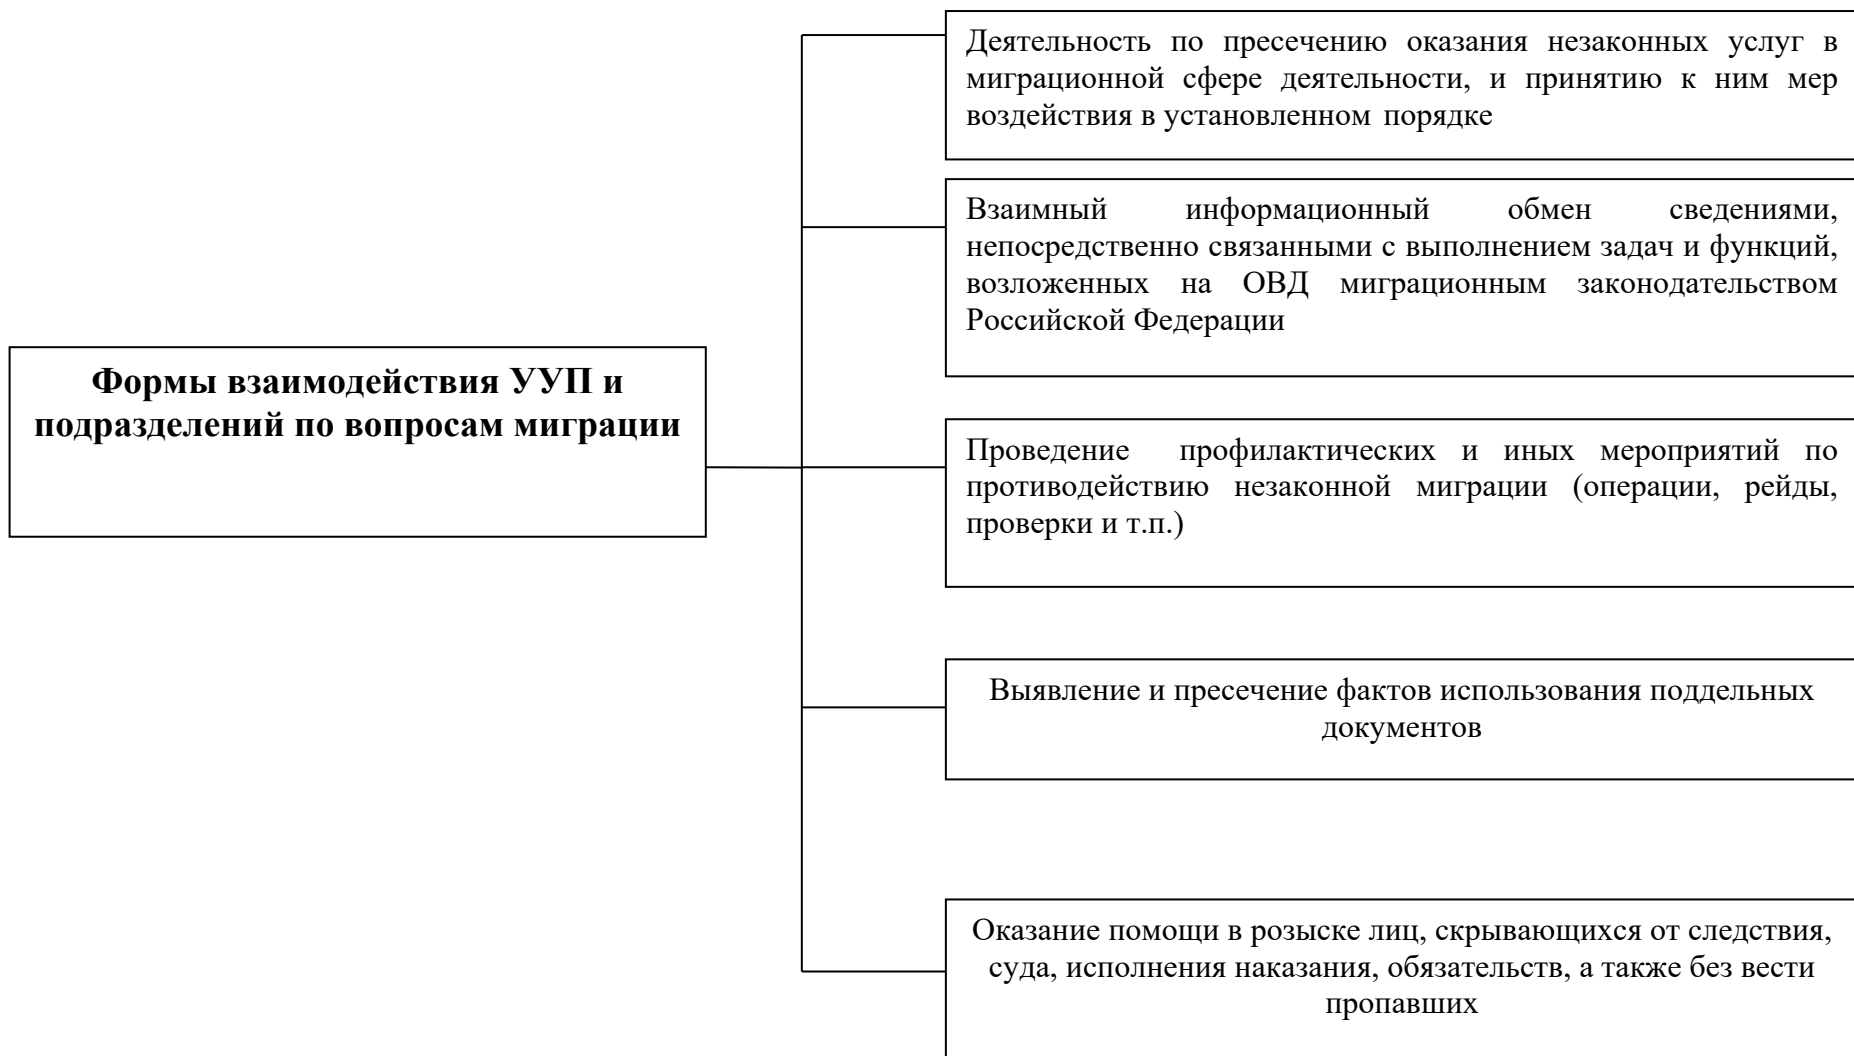 Формы взаимодействия УУП и
подразделений по вопросам миграции
Деятельность по пресечению оказания незаконных услуг в
миграционной сфере деятельности, и принятию к ним мер
воздействия в установленном порядке
Взаимный информационный обмен сведениями,
непосредственно связанными с выполнением задач и функций,
возложенных на ОВД миграционным законодательством
Российской Федерации
Проведение профилактических и иных мероприятий по
противодействию незаконной миграции (операции, рейды,
проверки и т.п.)
Выявление и пресечение фактов использования поддельных
документов
Оказание помощи в розыске лиц, скрывающихся от следствия,
суда, исполнения наказания, обязательств, а также без вести
пропавших